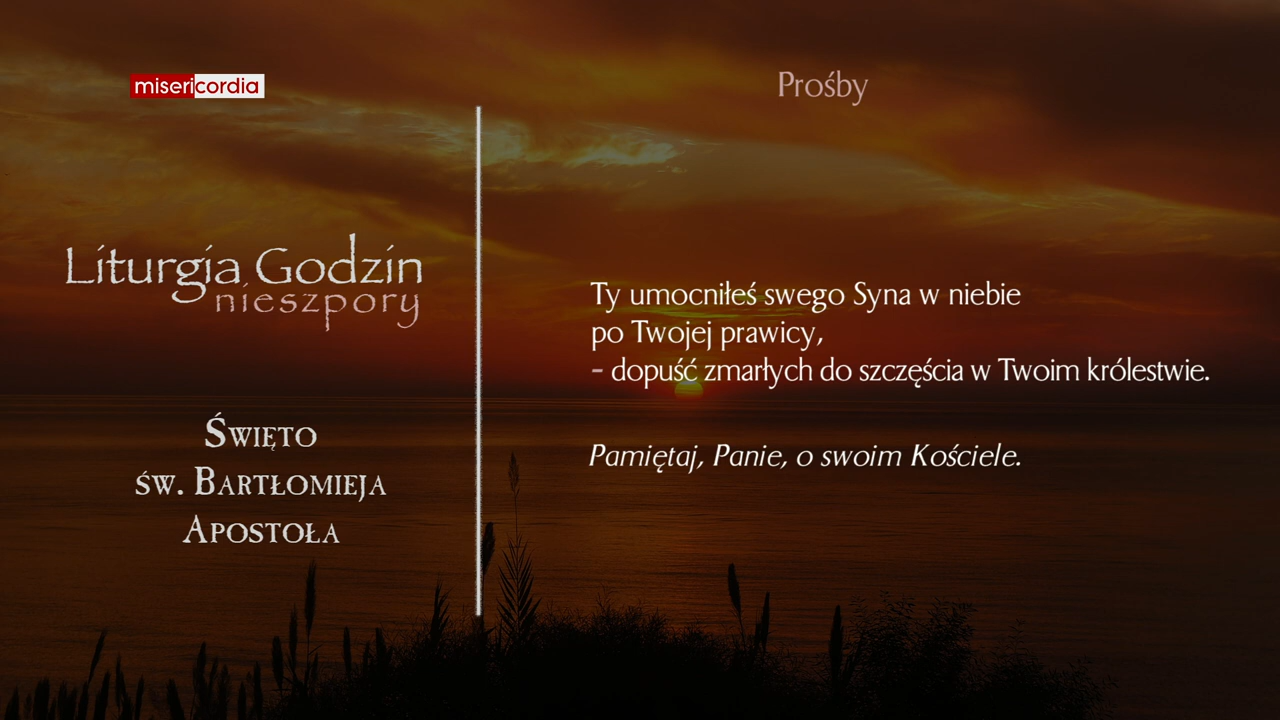 misericordia
Liturgia Godzin
nieszpory
Święto
św. Bartłomieja
Apostoła
Prośby
Ty umocniłeś swego Syna w niebie
po Twojej prawicy,
- dopuść zmarłych do szczęścia w Twoim królestwie.
Pamiętaj, Panie, o swoim Kościele.